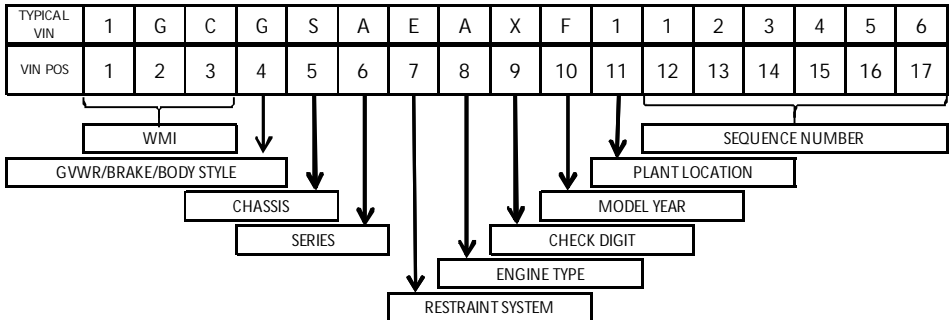 TYPICAL VIN 1 G C G S A E A X F 1 1 2 3 4 5 6
VIN POS 1 2 3 4 5 6 7 8 9 10 11 12 13 14 15 16 17
WMI SEQUENCE NUMBER
GVWR/BRAKE/BODY STYLE PLANT LOCATION
CHASSIS MODEL YEAR
SERIES CHECK DIGIT
ENGINE TYPE
RESTRAINT SYSTEM